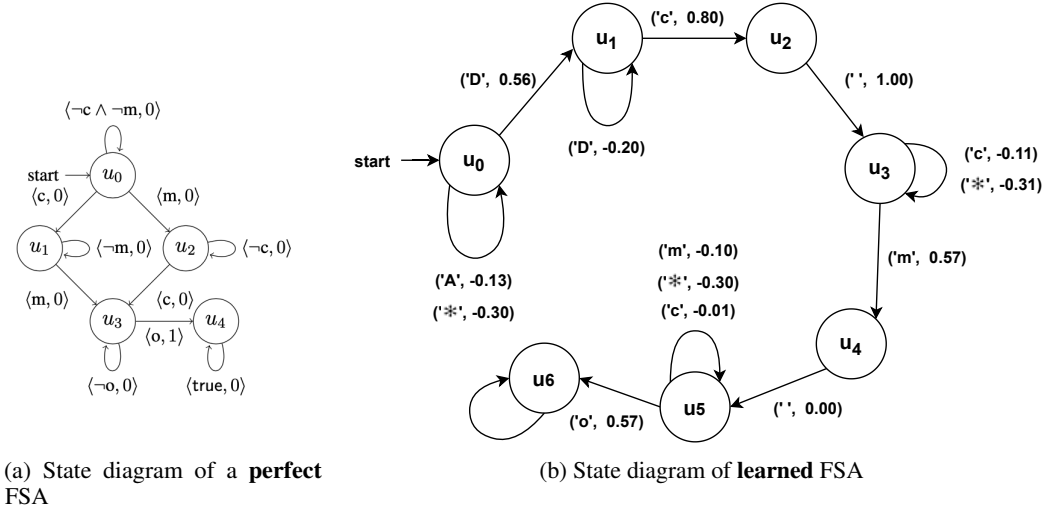 ⟨¬c ∧ ¬m, 0⟩
start
u0
⟨c, 0⟩
⟨m, 0⟩
u1
⟨¬m, 0⟩
u2
⟨¬c, 0⟩
⟨m, 0⟩
⟨c, 0⟩
u3
⟨o, 1⟩
u4
⟨¬o, 0⟩
⟨true, 0⟩
(a) State diagram of a perfect
FSA
start
u0
('A', -0.13)
('*', -0.30)
('D', 0.56)
u1
('D', -0.20)
('c', 0.80)
u2
(' ', 1.00)
u3
('c', -0.11)
('*', -0.31)
('m', 0.57)
u4
(' ', 0.00)
('m', -0.10)
('*', -0.30)
('c', -0.01)
u5
('o', 0.57)
u6
(b) State diagram of learned FSA